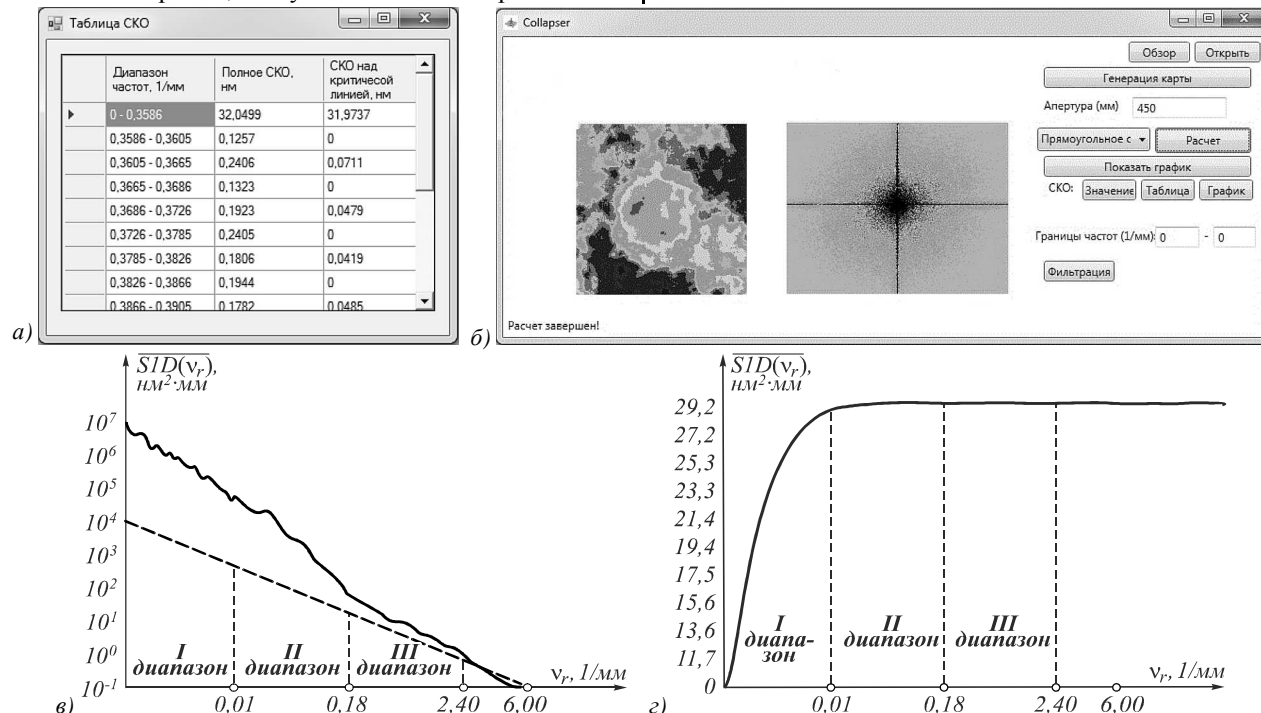 Таблица СКО
Диапазон частот, 1/мм
Полное СКО, нм
СКО над критичесой линией, нм
0 - 0,3586 32,0499 31,9737
0,3586 - 0,3605 0,1257 0
0,3605 - 0,3665 0,2406 0,0711
0,3665 - 0,3686 0,1323 0
0,3686 - 0,3726 0,1923 0,0479
0,3726 - 0,3785 0,2405 0
0,3785 - 0,3826 0,1806 0,0419
0,3826 - 0,3866 0,1944 0
0,3866 - 0,3905 0,1782 0,0485
а)
Collapser
Обзор Открыть
Генерация карты
Апертура (мм) 450
Прямоугольное с Расчет
Показать график
СКО: Значение Таблица График
Границы частот (1/мм): 0 - 0
Фильтрация
Расчет завершен!
б)
S1D(νr),
нм²·мм
10⁷
10⁶
10⁵
10⁴
10³
10²
10¹
10⁰
10⁻¹
I
диапазон
II
диапазон
III
диапазон
νr, 1/мм
0,01 0,18 2,40 6,00
в)
S1D(νr),
нм²·мм
29,2
27,2
25,3
23,3
21,4
19,4
17,5
15,6
13,6
11,7
0
I
диапа-
зон
II
диапазон
III
диапазон
νr, 1/мм
0,01 0,18 2,40 6,00
г)